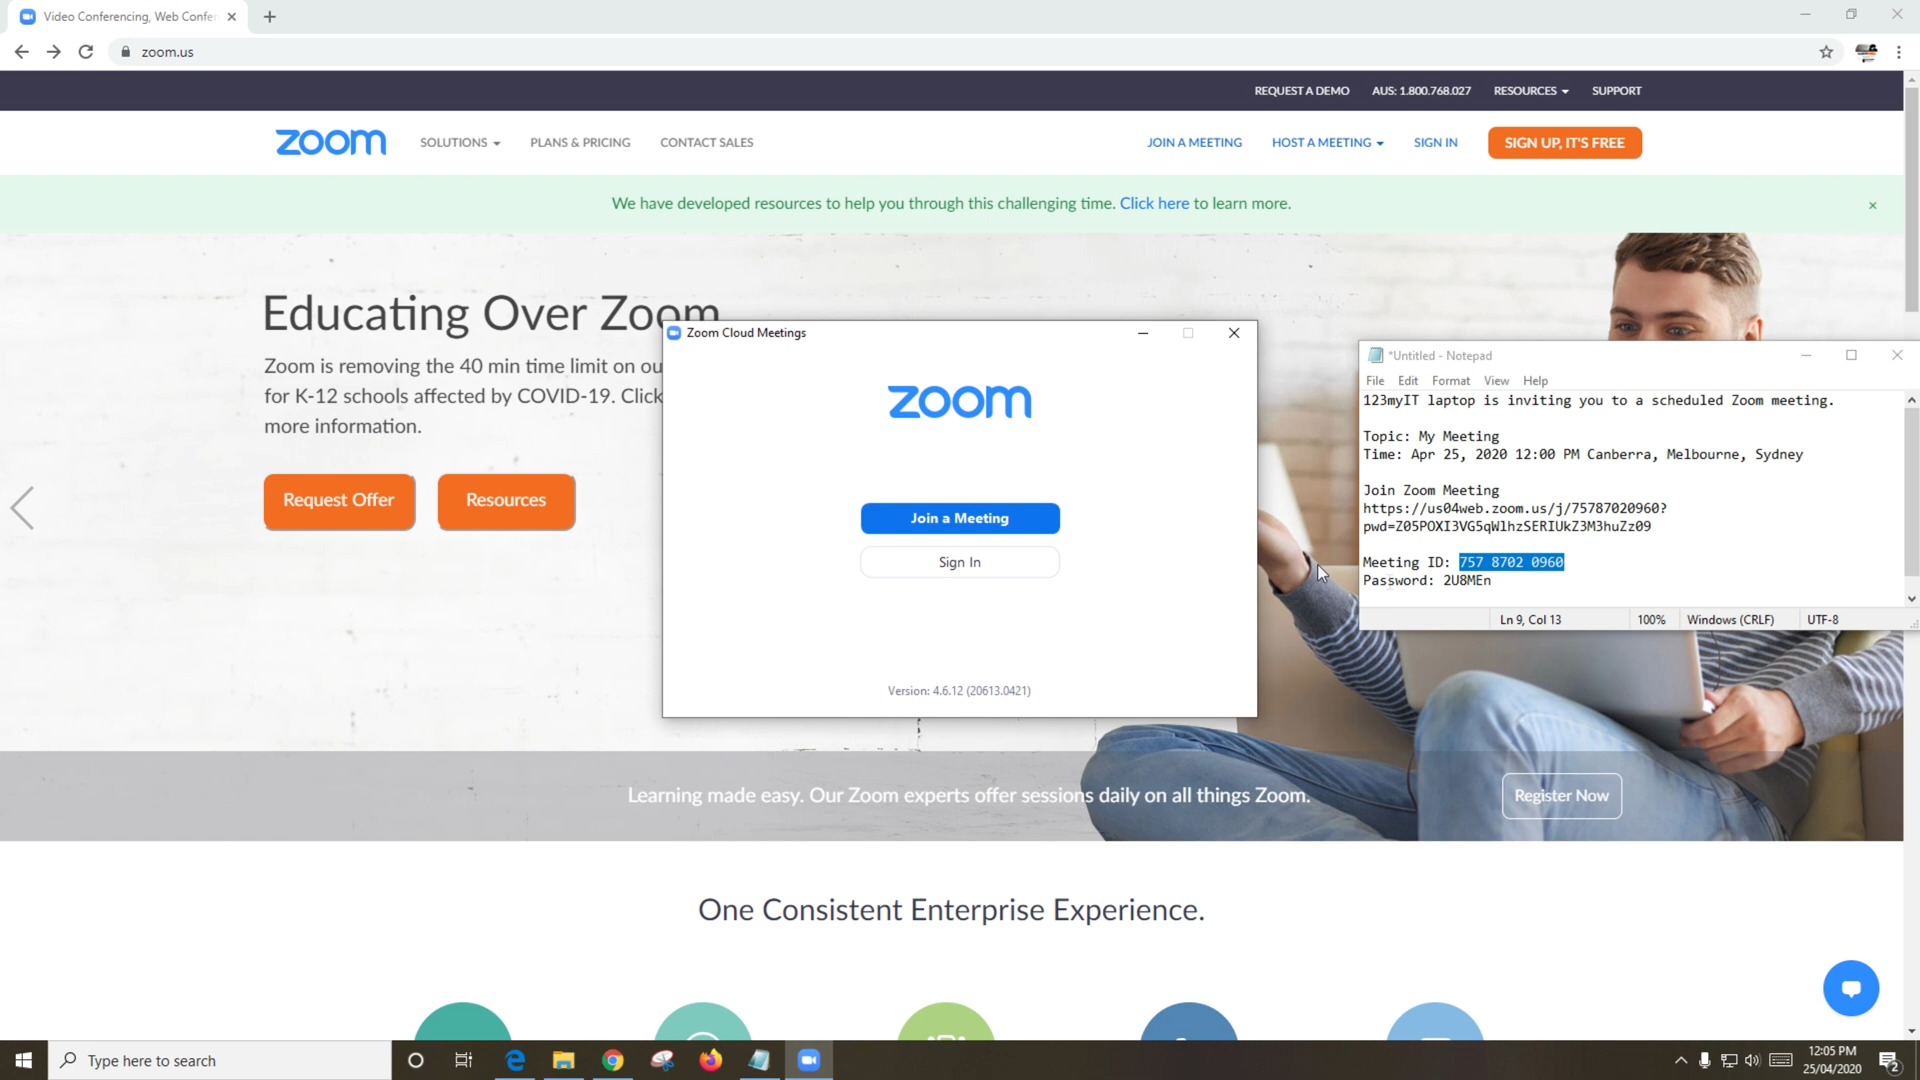 Video Conferencing, Web Confer
zoom.us
REQUEST A DEMO AUS: 1.800.768.027 RESOURCES SUPPORT
zoom SOLUTIONS PLANS & PRICING CONTACT SALES JOIN A MEETING HOST A MEETING SIGN IN SIGN UP, IT'S FREE
We have developed resources to help you through this challenging time. Click here to learn more.
Educating Over Zoom
Zoom is removing the 40 min time limit on ou
for K-12 schools affected by COVID-19. Click
more information.
Request Offer Resources
Zoom Cloud Meetings
zoom
Join a Meeting
Sign In
Version: 4.6.12 (20613.0421)
*Untitled - Notepad
File Edit Format View Help
123myIT laptop is inviting you to a scheduled Zoom meeting.
Topic: My Meeting
Time: Apr 25, 2020 12:00 PM Canberra, Melbourne, Sydney
Join Zoom Meeting
https://us04web.zoom.us/j/75787020960?
pwd=Z05POXI3VG5qWlhzSERIUkZ3M3huZz09
Meeting ID: 757 8702 0960
Password: 2U8MEn
Ln 9, Col 13 100% Windows (CRLF) UTF-8
Learning made easy. Our Zoom experts offer sessions daily on all things Zoom. Register Now
One Consistent Enterprise Experience.
Type here to search
12:05 PM
25/04/2020
2